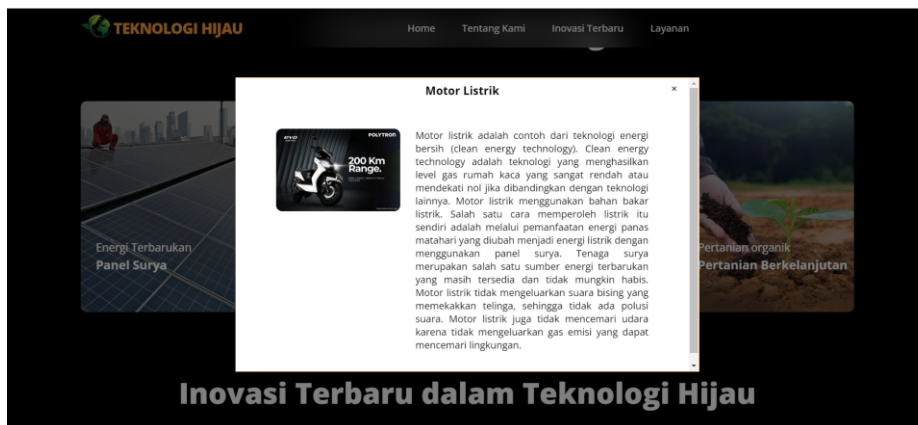 TEKNOLOGI HIJAU
Home Tentang Kami Inovasi Terbaru Layanan
Motor Listrik
×
EVO
POLYTRON
200 Km
Range.
Motor listrik adalah contoh dari teknologi energi
bersih (clean energy technology). Clean energy
technology adalah teknologi yang menghasilkan
level gas rumah kaca yang sangat rendah atau
mendekati nol jika dibandingkan dengan teknologi
lainnya. Motor listrik menggunakan bahan bakar
listrik. Salah satu cara memperoleh listrik itu
sendiri adalah melalui pemanfaatan energi panas
matahari yang diubah menjadi energi listrik dengan
menggunakan panel surya. Tenaga surya
merupakan salah satu sumber energi terbarukan
yang masih tersedia dan tidak mungkin habis.
Motor listrik tidak mengeluarkan suara bising yang
memekakkan telinga, sehingga tidak ada polusi
suara. Motor listrik juga tidak mencemari udara
karena tidak mengeluarkan gas emisi yang dapat
mencemari lingkungan.
Energi Terbarukan
Panel Surya
Pertanian organik
Pertanian Berkelanjutan
Inovasi Terbaru dalam Teknologi Hijau